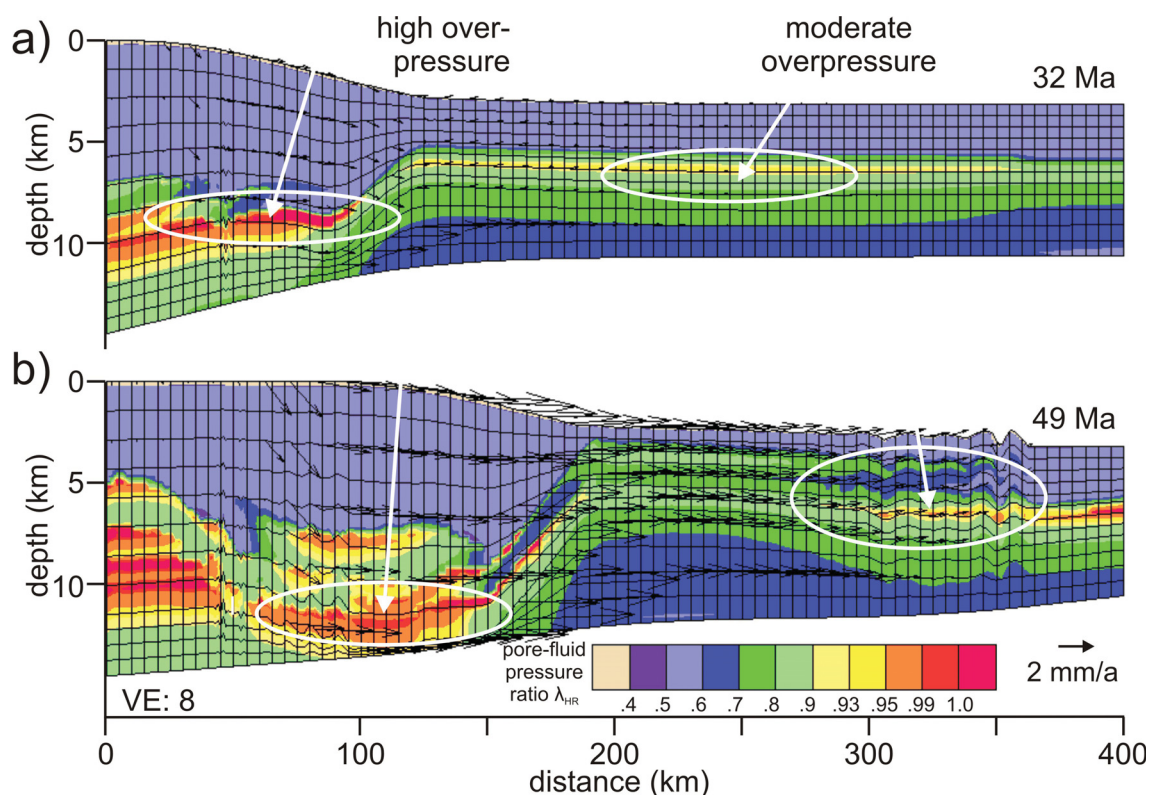 a)
high over-
pressure
moderate
overpressure
32 Ma
0
5
10
depth (km)
b)
49 Ma
0
5
10
depth (km)
VE: 8
pore-fluid
pressure
ratio λHR
.4 .5 .6 .7 .8 .9 .93 .95 .99 1.0
2 mm/a
0 100 200 300 400
distance (km)